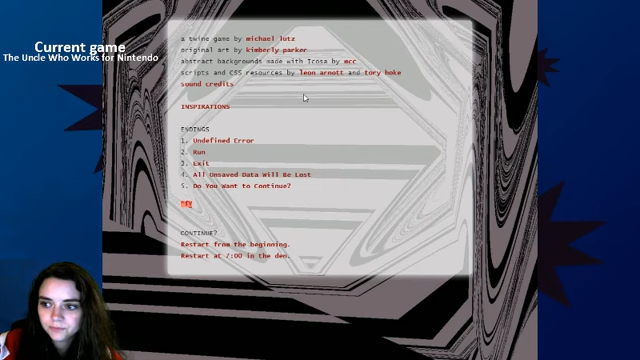 Current game
The Uncle Who Works for Nintendo
a twine game by michael lutz
original art by kimberly parker
abstract backgrounds made with Icosa by mcc
scripts and CSS resources by leon arnott and tory hoke
sound credits
INSPIRATIONS
ENDINGS
1. Undefined Error
2. Run
3. Exit
4. All Unsaved Data Will Be Lost
5. Do You Want to Continue?
HEY
CONTINUE?
Restart from the beginning.
Restart at 7:00 in the den.